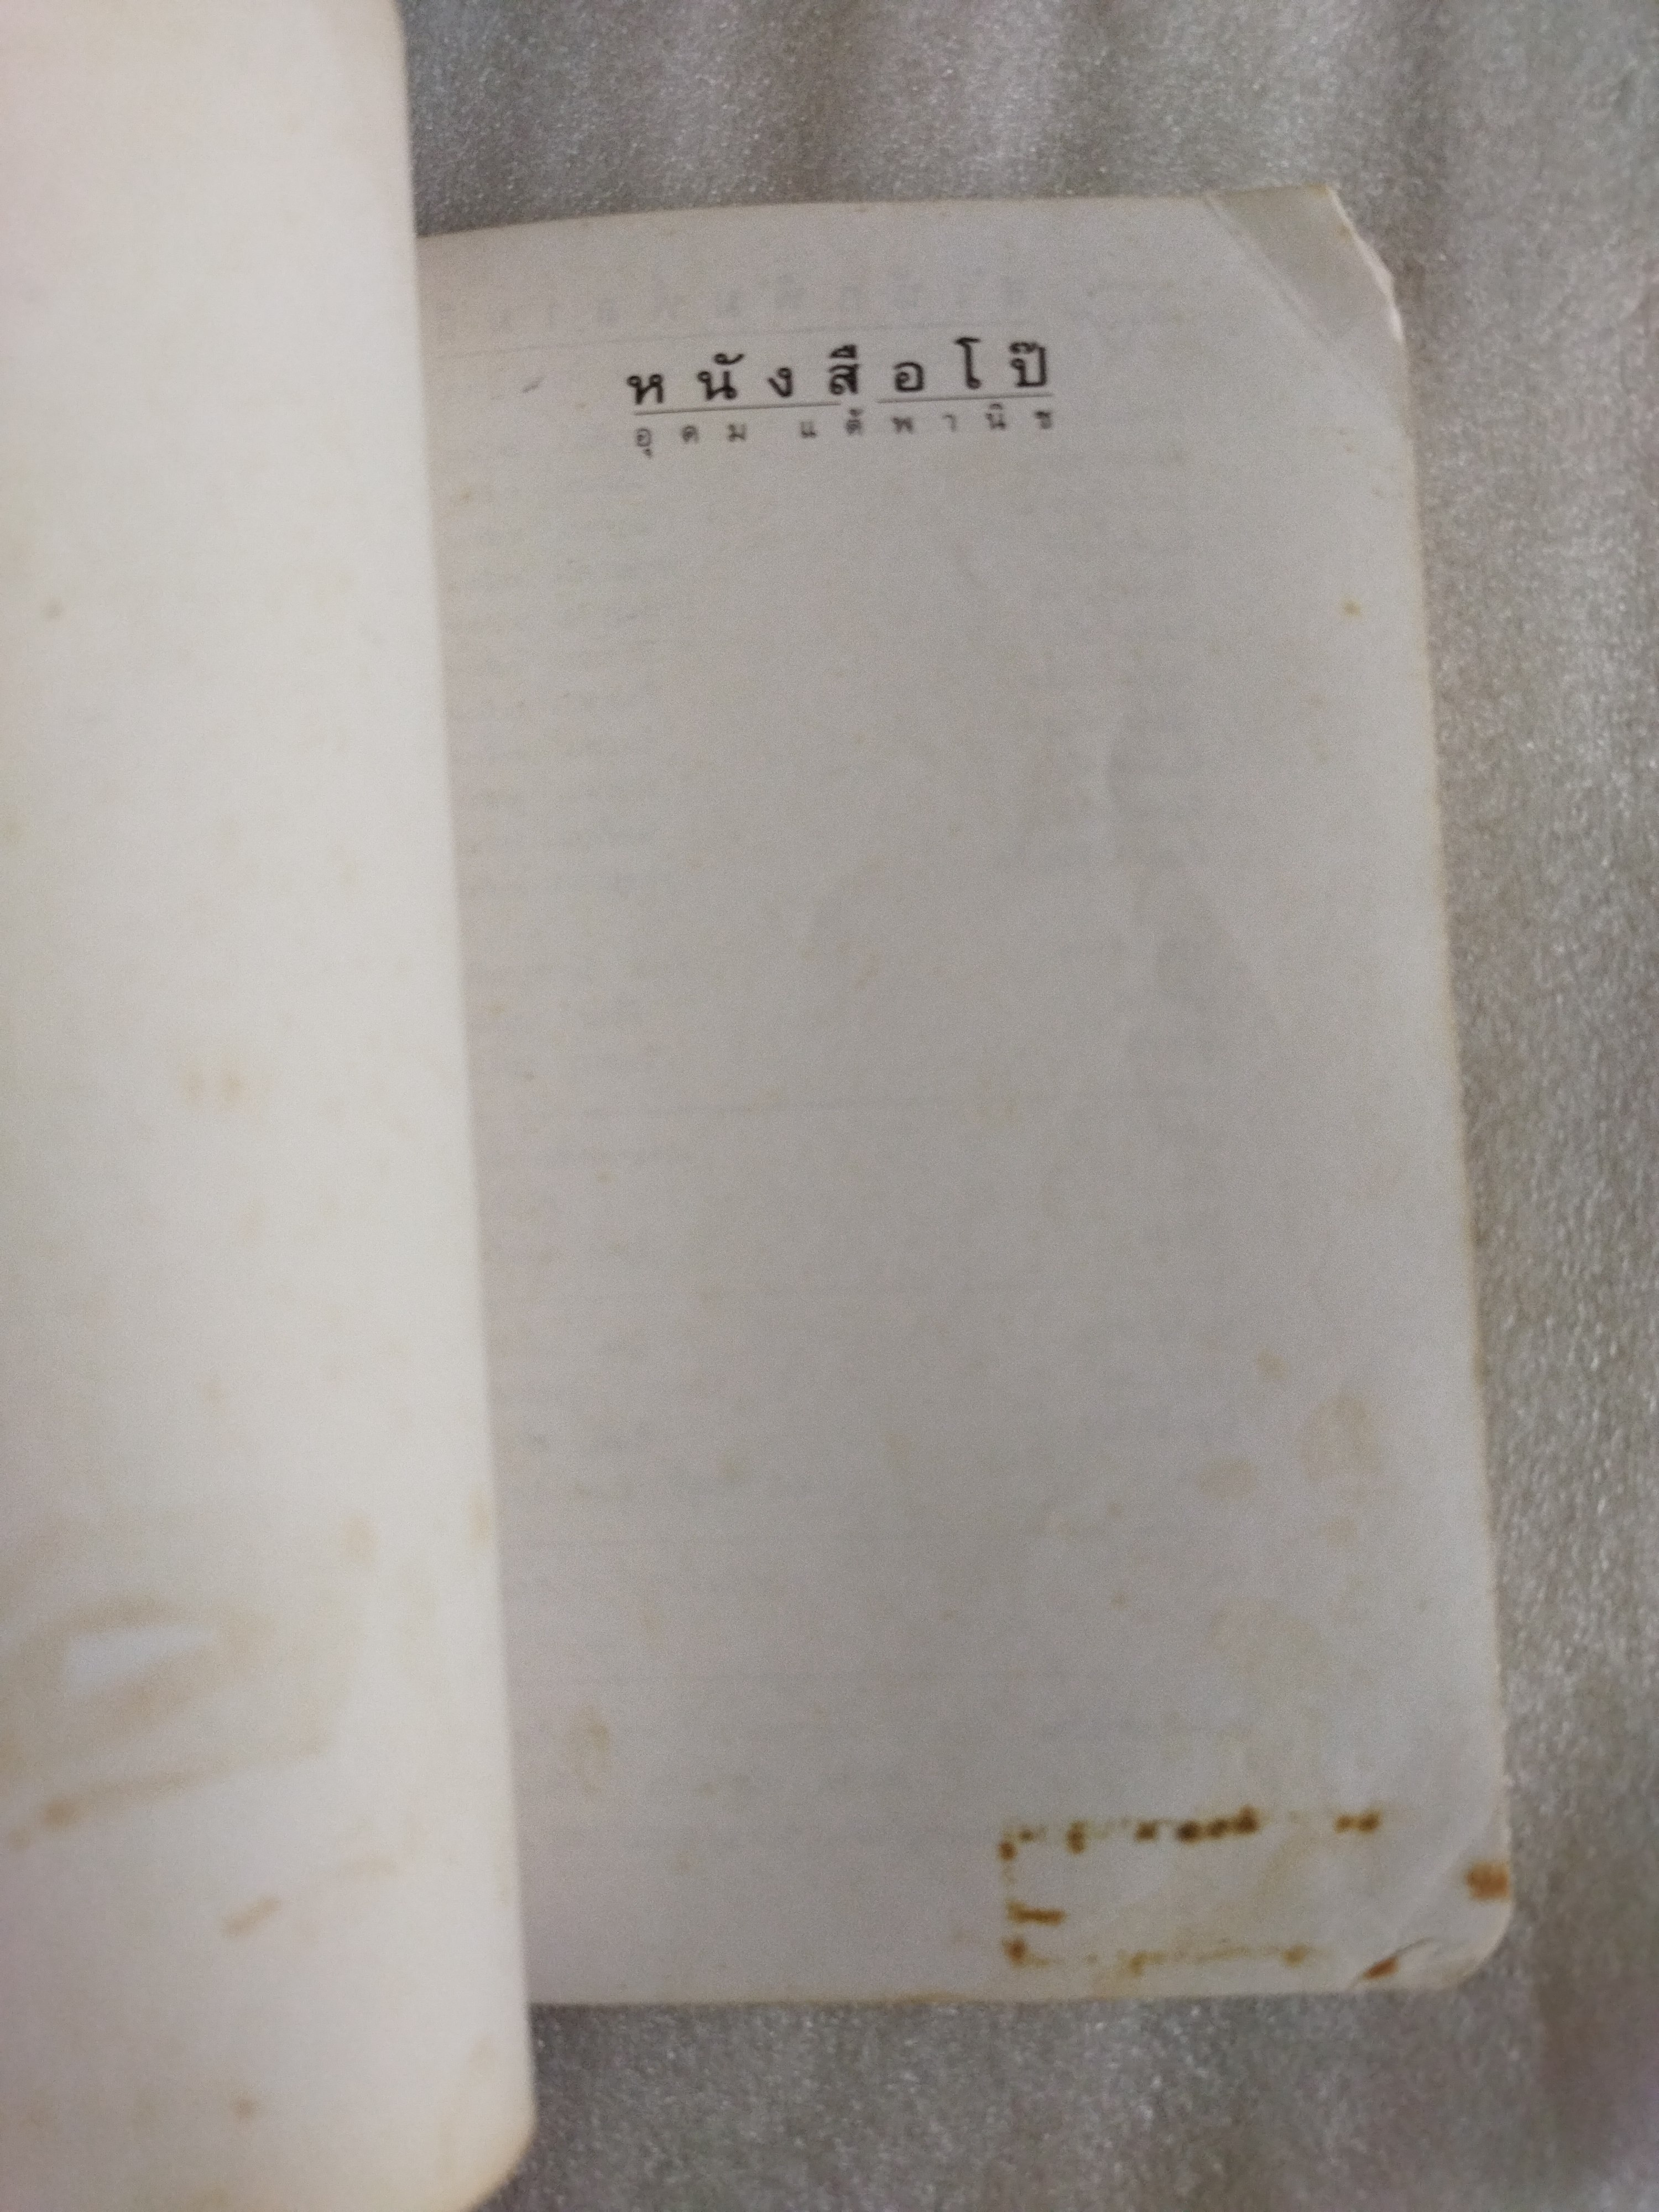 ห นั ง สื อ โ ป๊
อุ ด ม แ ต้ พ า นิ ช